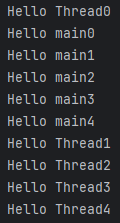 Hello Thread0
Hello main0
Hello main1
Hello main2
Hello main3
Hello main4
Hello Thread1
Hello Thread2
Hello Thread3
Hello Thread4